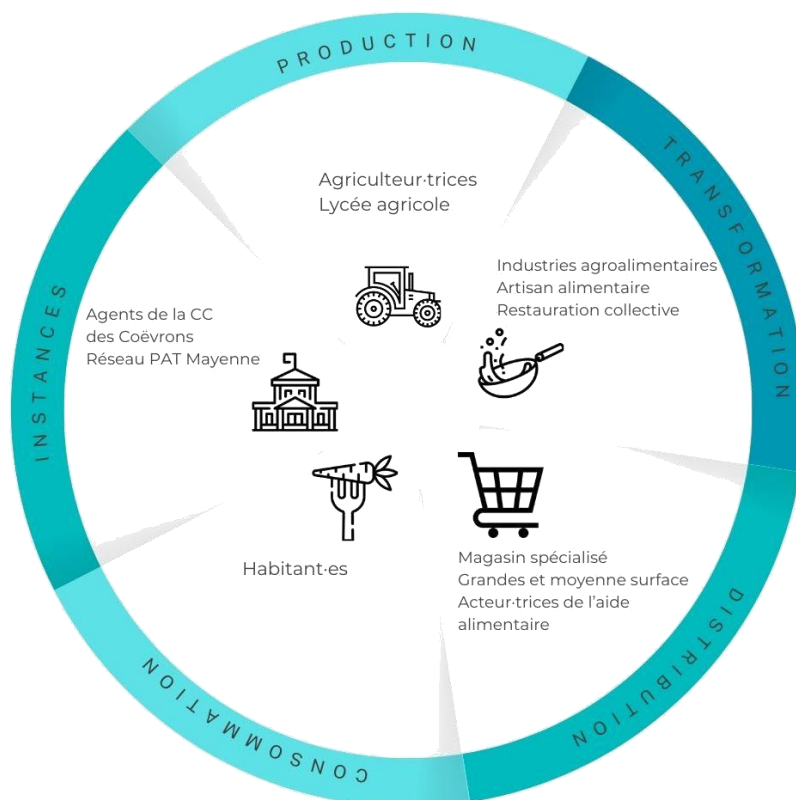 PRODUCTION
Agriculteur·trices
Lycée agricole
TRANSFORMATION
Industries agroalimentaires
Artisan alimentaire
Restauration collective
DISTRIBUTION
Magasin spécialisé
Grandes et moyenne surface
Acteur·trices de l'aide
alimentaire
CONSOMMATION
Habitant·es
INSTANCES
Agents de la CC
des Coëvrons
Réseau PAT Mayenne